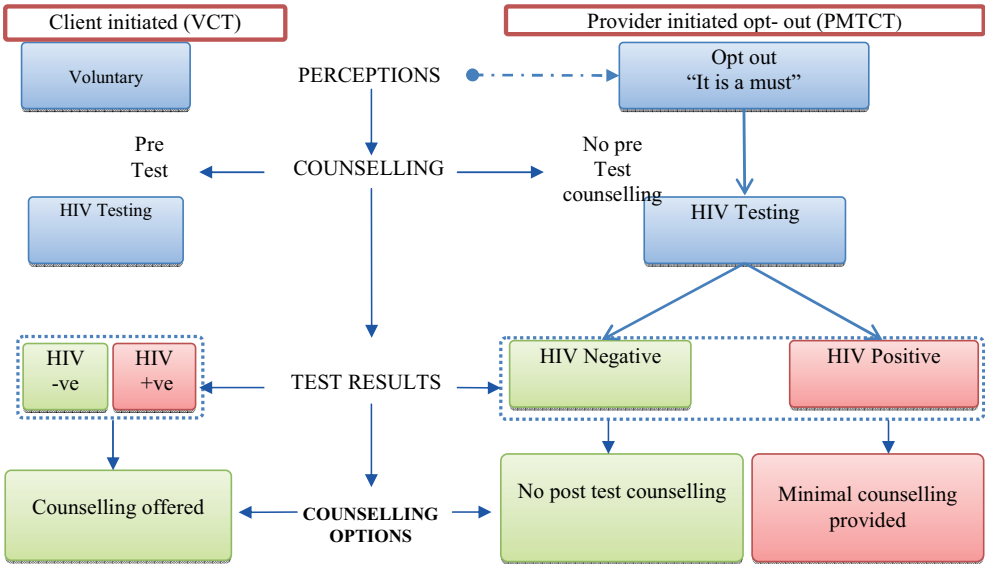 Client initiated (VCT)
Provider initiated opt- out (PMTCT)
Voluntary
PERCEPTIONS
Opt out
“It is a must”
Pre
Test
COUNSELLING
No pre
Test
counselling
HIV Testing
HIV Testing
HIV
-ve
HIV
+ve
TEST RESULTS
HIV Negative
HIV Positive
Counselling offered
COUNSELLING
OPTIONS
No post test counselling
Minimal counselling
provided